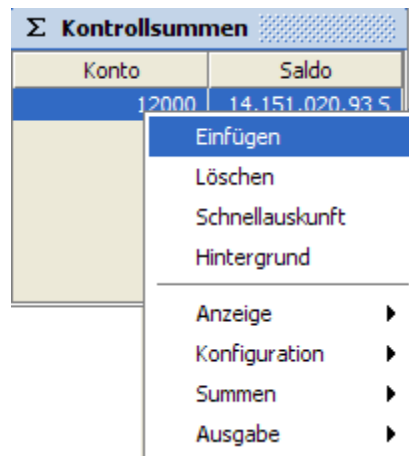 Σ Kontrollsummen
Konto Saldo
12000 14.151.020,93 S
Einfügen
Löschen
Schnellauskunft
Hintergrund
Anzeige
Konfiguration
Summen
Ausgabe